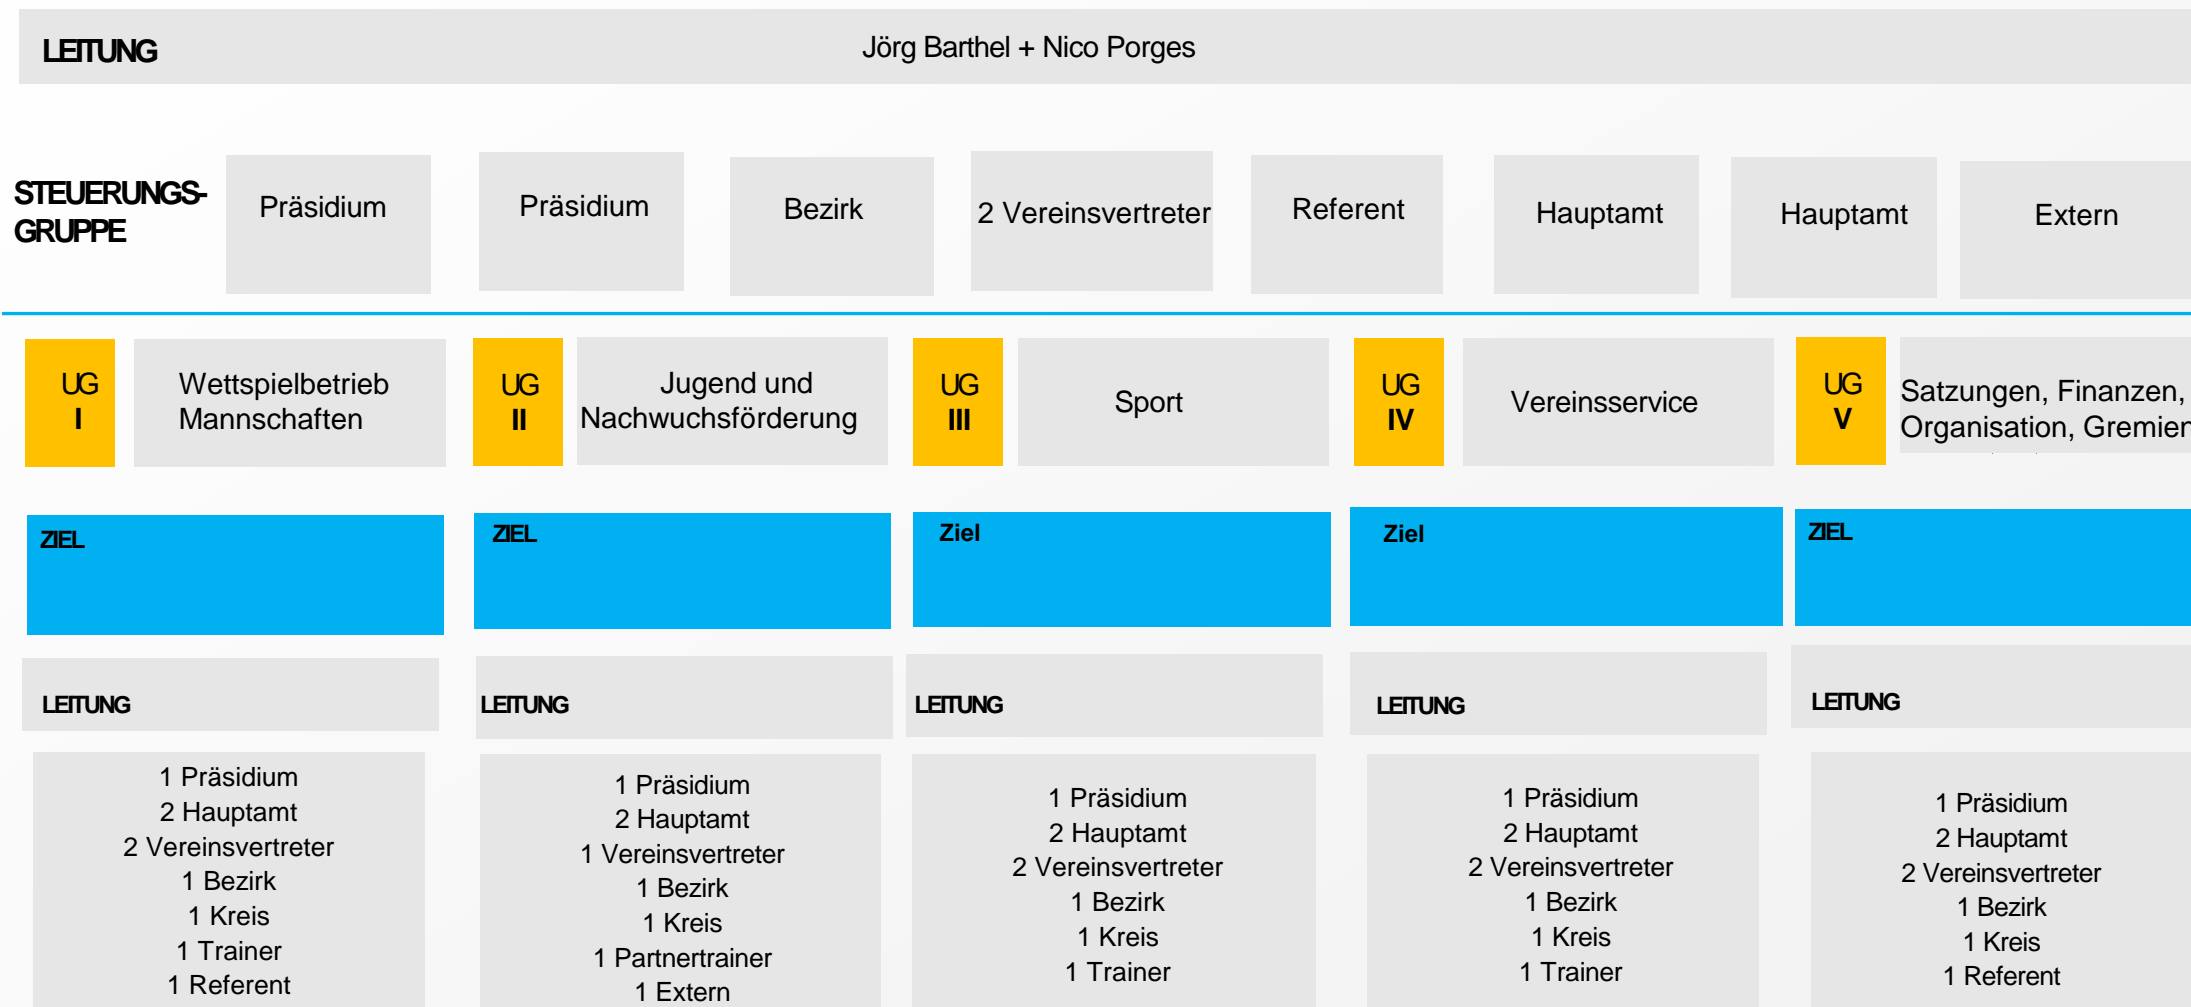 LEITUNG
Jörg Barthel + Nico Porges
STEUERUNGS-
GRUPPE
Präsidium
Präsidium
Bezirk
2 Vereinsvertreter
Referent
Hauptamt
Hauptamt
Extern
UG
I
Wettspielbetrieb
Mannschaften
UG
II
Jugend und
Nachwuchsförderung
UG
III
Sport
UG
IV
Vereinsservice
UG
V
Satzungen, Finanzen,
Organisation, Gremien
ZIEL
ZIEL
Ziel
Ziel
ZIEL
LEITUNG
LEITUNG
LEITUNG
LEITUNG
LEITUNG
1 Präsidium
2 Hauptamt
2 Vereinsvertreter
1 Bezirk
1 Kreis
1 Trainer
1 Referent
1 Präsidium
2 Hauptamt
1 Vereinsvertreter
1 Bezirk
1 Kreis
1 Partnertrainer
1 Extern
1 Präsidium
2 Hauptamt
2 Vereinsvertreter
1 Bezirk
1 Kreis
1 Trainer
1 Präsidium
2 Hauptamt
2 Vereinsvertreter
1 Bezirk
1 Kreis
1 Trainer
1 Präsidium
2 Hauptamt
2 Vereinsvertreter
1 Bezirk
1 Kreis
1 Referent